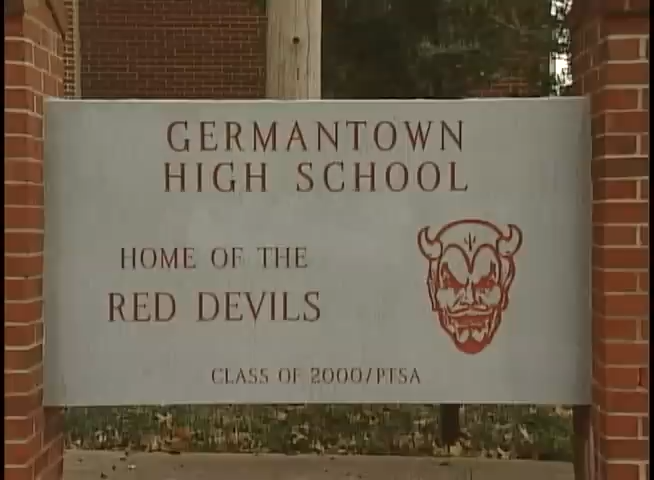 GERMANTOWN
HIGH SCHOOL
HOME OF THE
RED DEVILS
CLASS OF 2000/PTSA